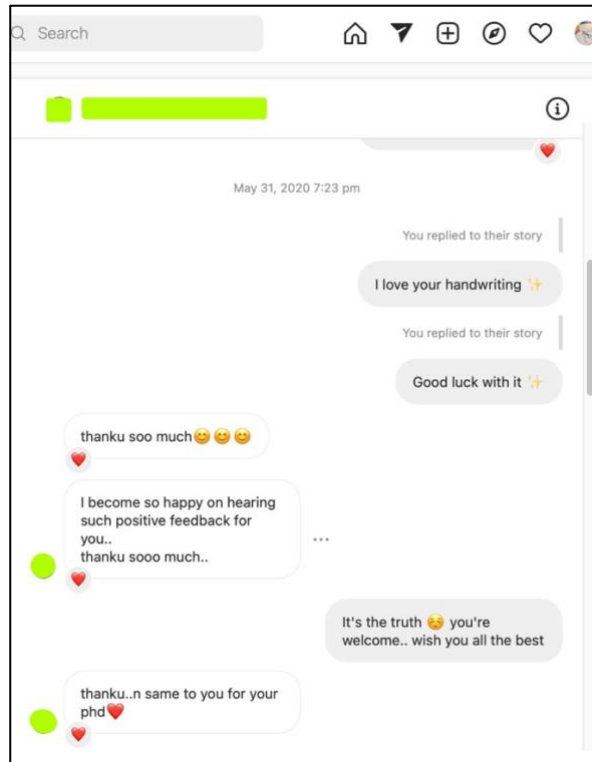 Search
May 31, 2020 7:23 pm
You replied to their story
I love your handwriting ✨
You replied to their story
Good luck with it ✨
thanku soo much😊😊😊
I become so happy on hearing
such positive feedback for
you..
thanku sooo much..
It's the truth ☺️ you're
welcome.. wish you all the best
thanku..n same to you for your
phd❤️